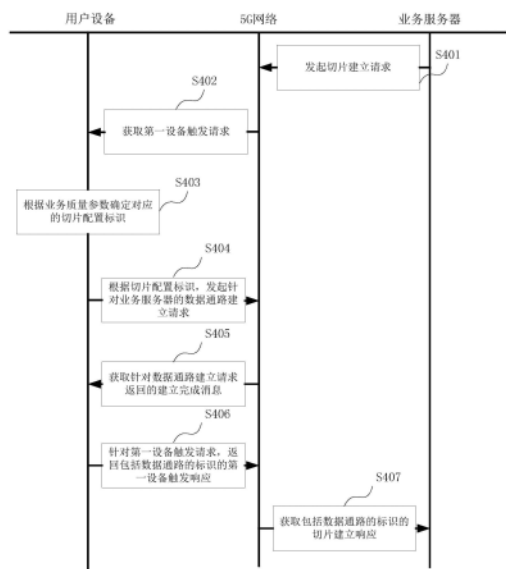 用户设备
5G网络
业务服务器
S401
发起切片建立请求
S402
获取第一设备触发请求
S403
根据业务质量参数确定对应
的切片配置标识
S404
根据切片配置标识，发起针
对业务服务器的数据通路建
立请求
S405
获取针对数据通路建立请求
返回的建立完成消息
S406
针对第一设备触发请求，返
回包括数据通路的标识的第
一设备触发响应
S407
获取包括数据通路的标识的
切片建立响应